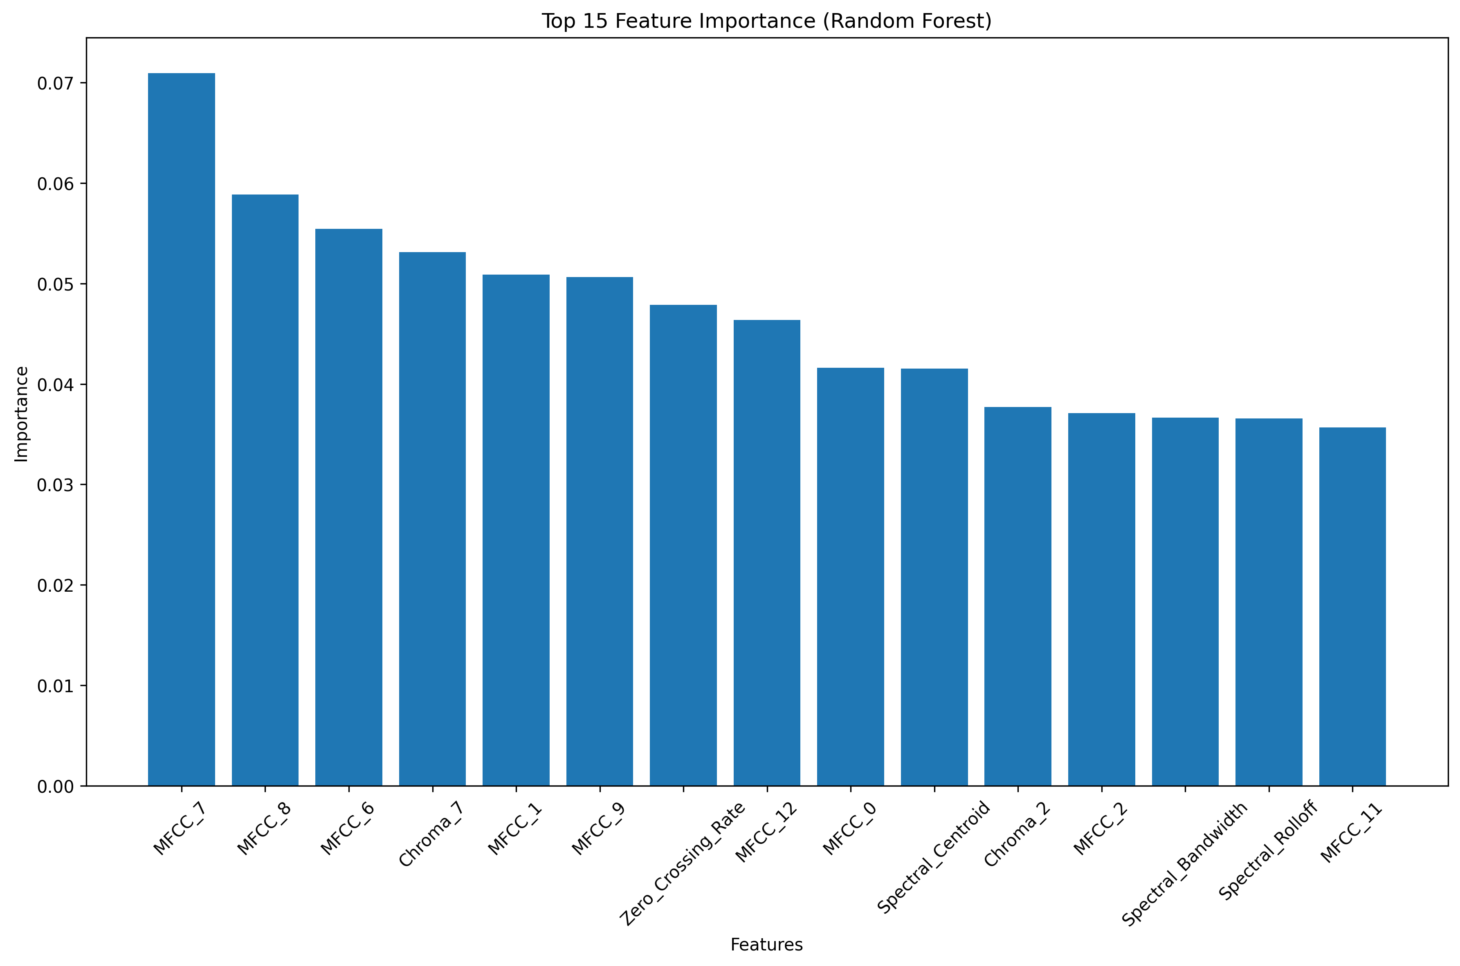 Top 15 Feature Importance (Random Forest)
Importance
0.07
0.06
0.05
0.04
0.03
0.02
0.01
0.00
MFCC_7
MFCC_8
MFCC_6
Chroma_7
MFCC_1
MFCC_9
Zero_Crossing_Rate
MFCC_12
MFCC_0
Spectral_Centroid
Chroma_2
MFCC_2
Spectral_Bandwidth
Spectral_Rolloff
MFCC_11
Features